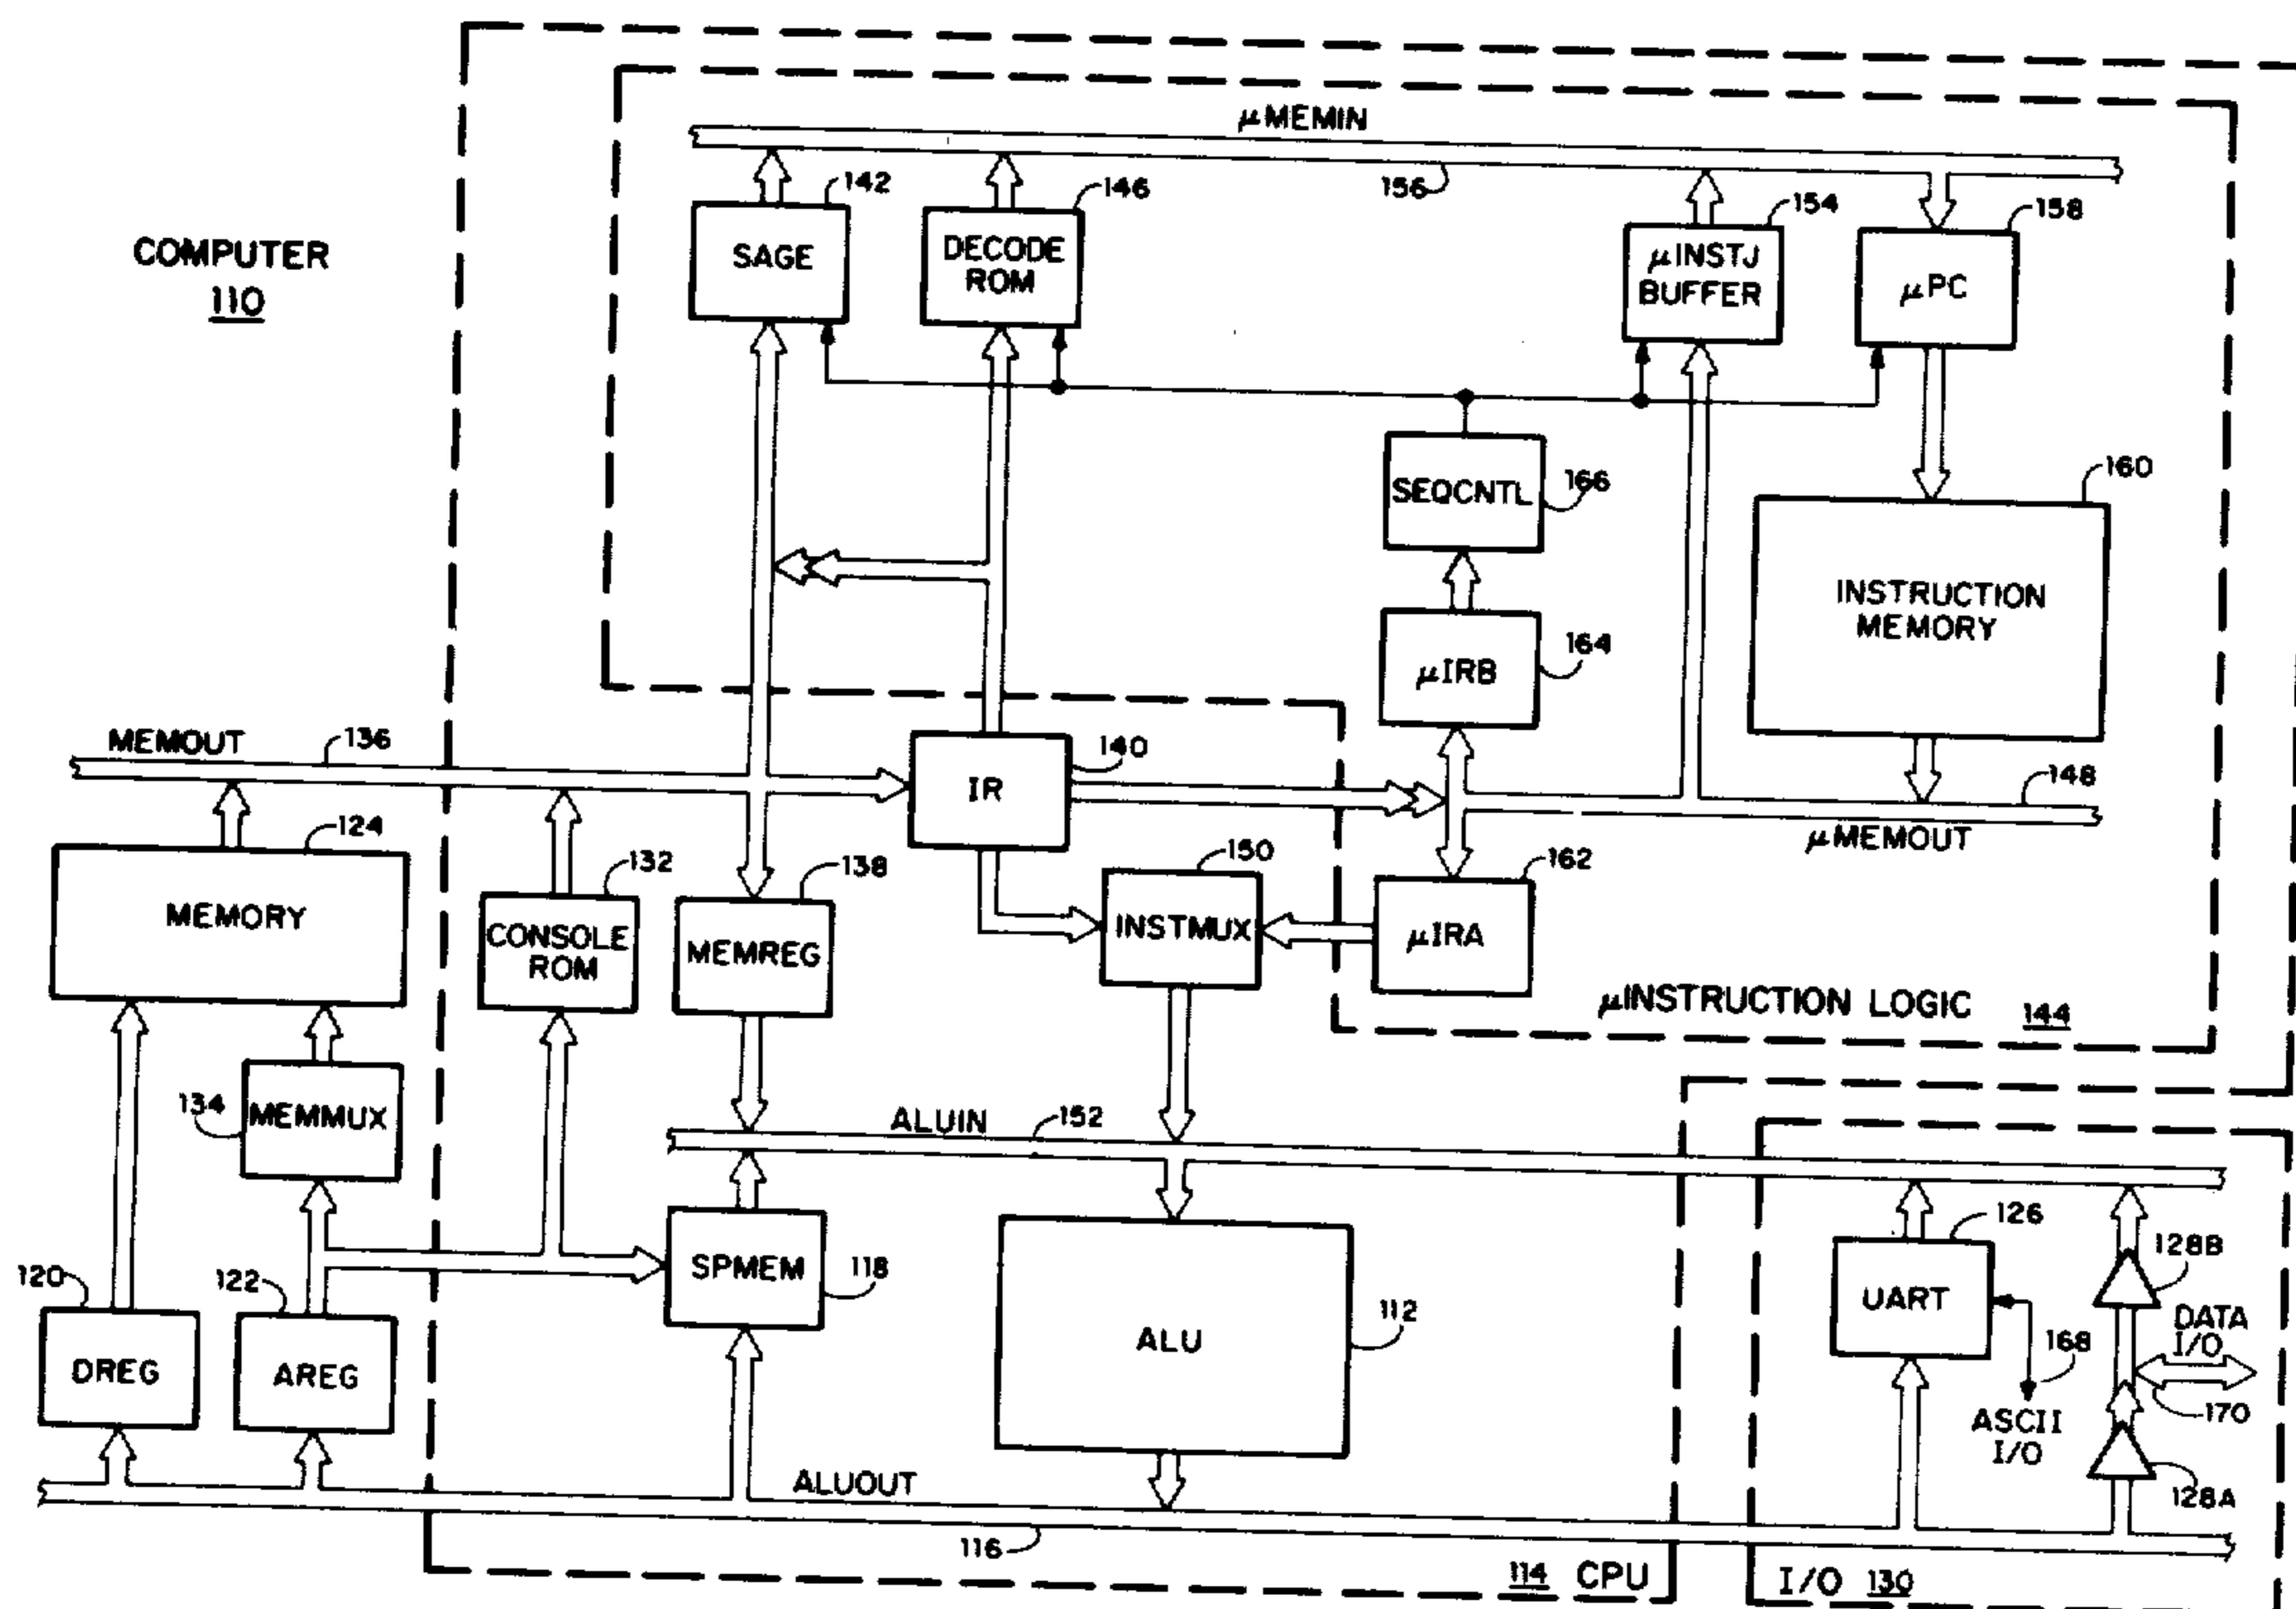 μMEMIN
156
142
146
154
158
COMPUTER
110
SAGE
DECODE
ROM
μINSTJ
BUFFER
μPC
SEQCNTL
166
160
INSTRUCTION
MEMORY
μIRB
164
MEMOUT
136
IR
140
148
μMEMOUT
124
MEMORY
132
CONSOLE
ROM
138
MEMREG
150
INSTMUX
162
μIRA
μINSTRUCTION LOGIC 144
134
MEMMUX
ALUIN
152
120
DREG
122
AREG
SPMEM
118
ALU
112
126
UART
128B
DATA
I/O
168
170
ASCII
I/O
128A
ALUOUT
116
114 CPU
I/O 130